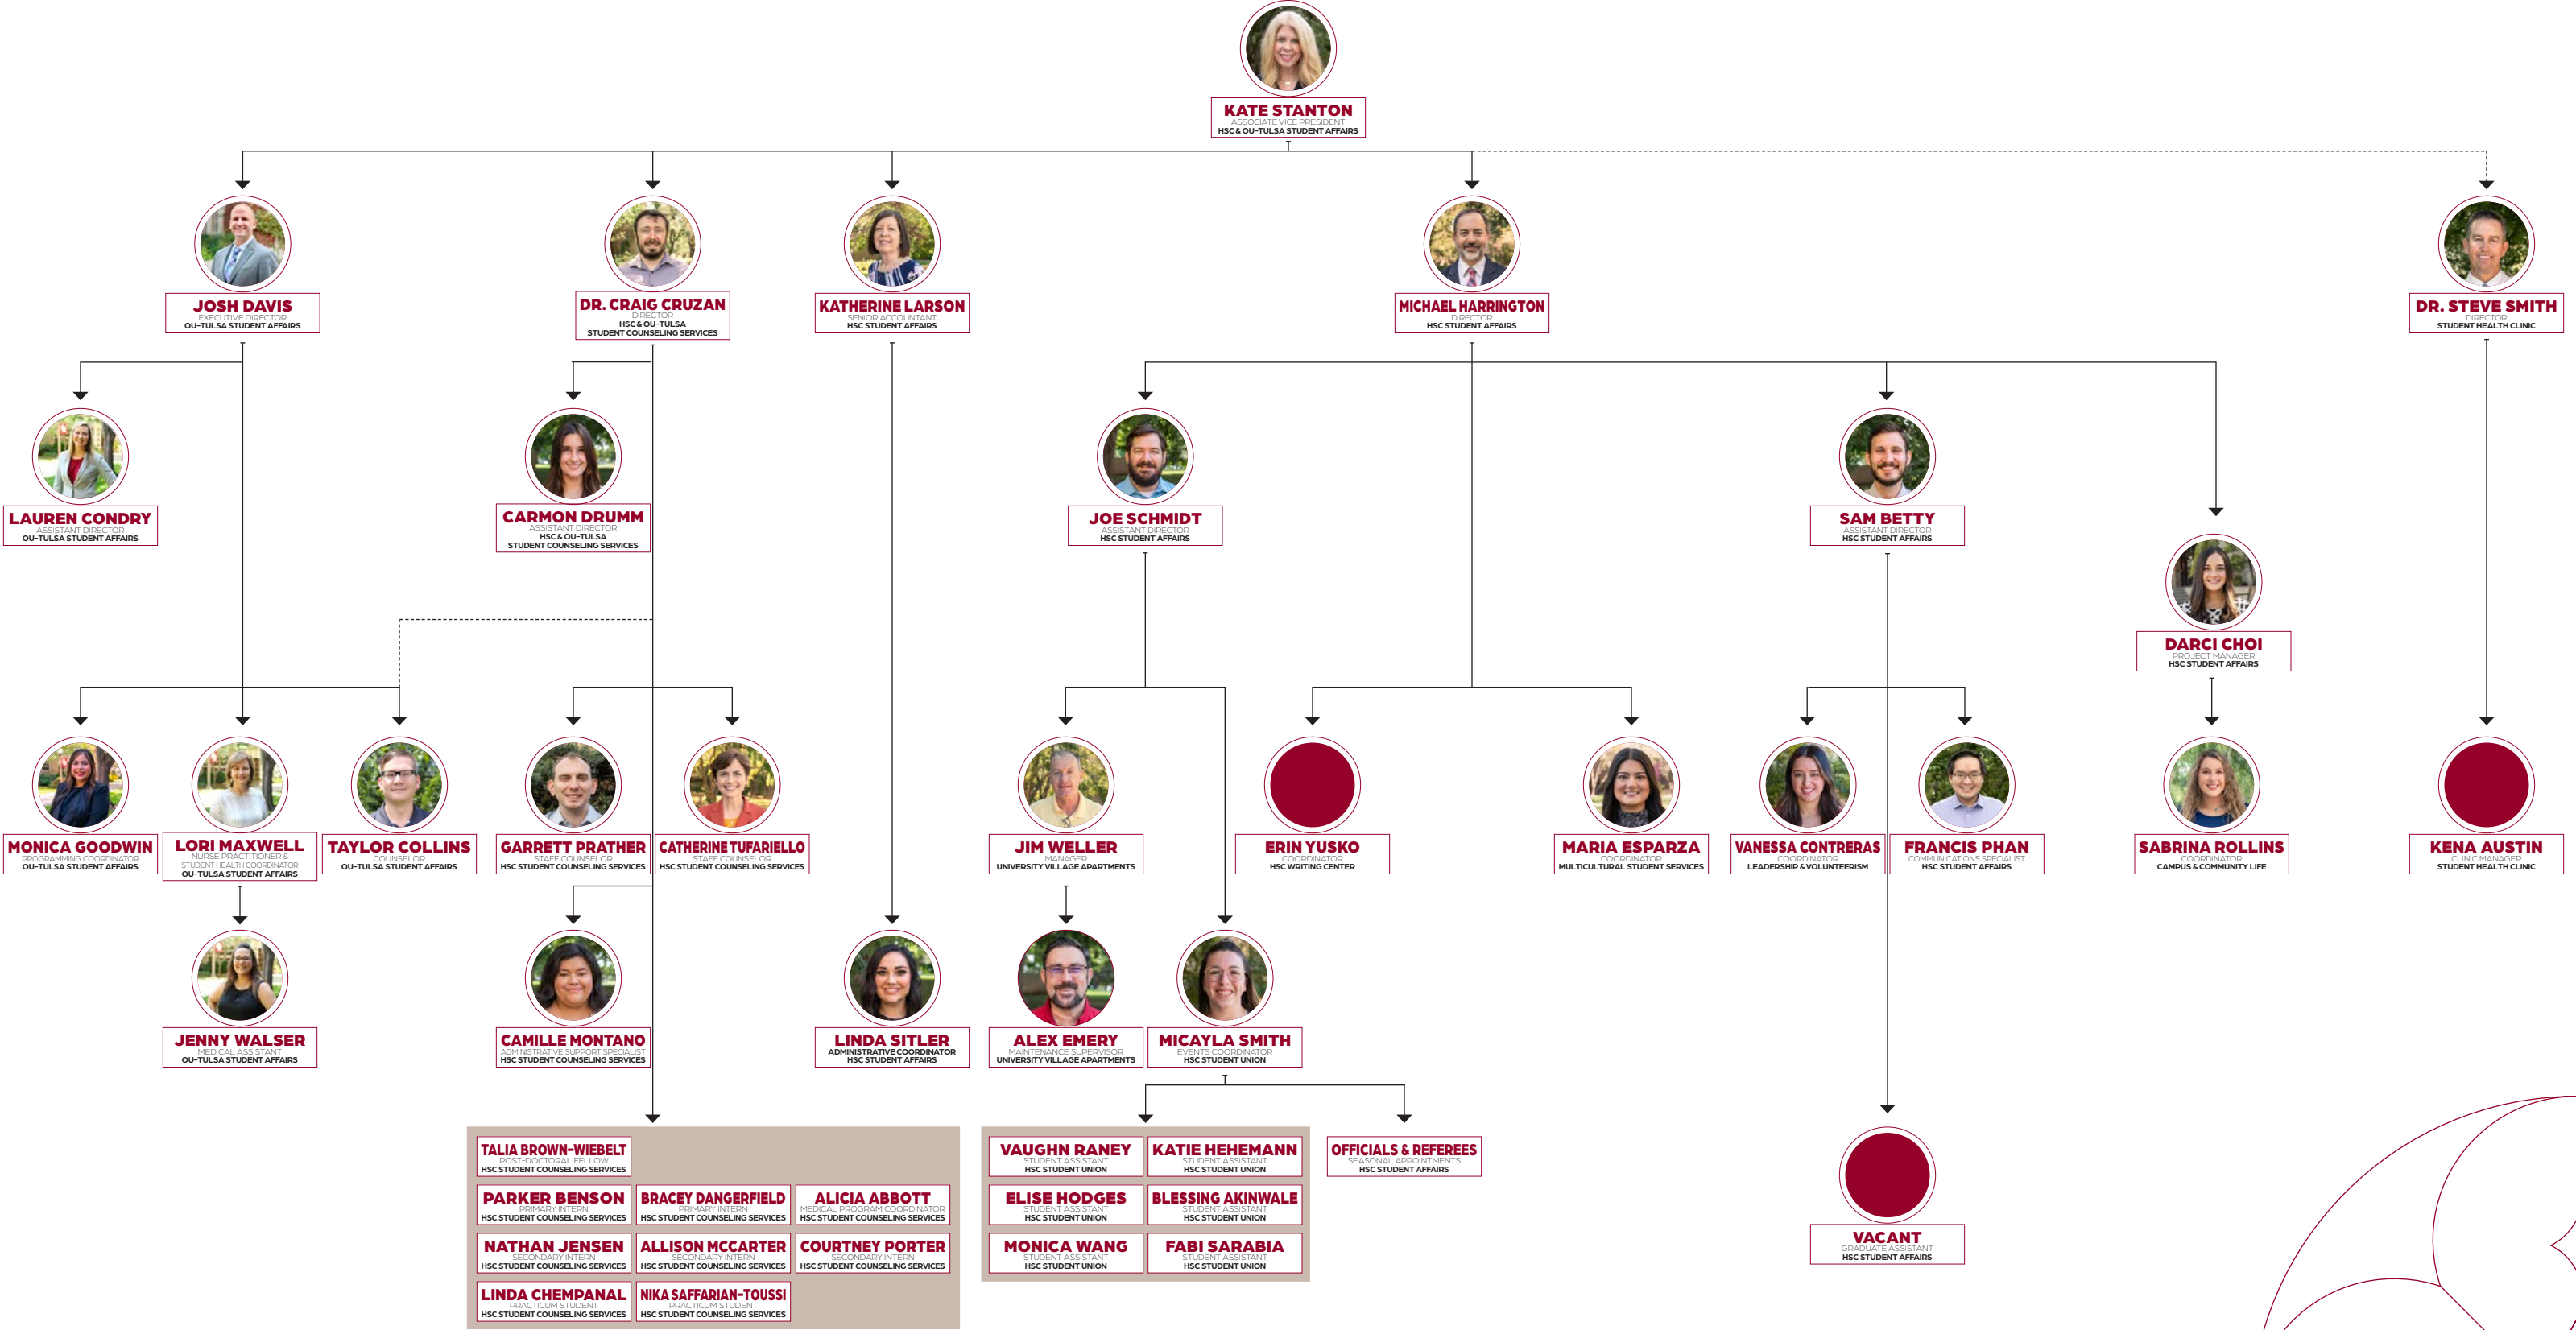 KATE STANTON
ASSOCIATE VICE PRESIDENT
HSC & OU-TULSA STUDENT AFFAIRS
JOSH DAVIS
EXECUTIVE DIRECTOR
OU-TULSA STUDENT AFFAIRS
DR. CRAIG CRUZAN
DIRECTOR
HSC & OU-TULSA
STUDENT COUNSELING SERVICES
KATHERINE LARSON
SENIOR ACCOUNTANT
HSC STUDENT AFFAIRS
MICHAEL HARRINGTON
DIRECTOR
HSC STUDENT AFFAIRS
DR. STEVE SMITH
DIRECTOR
STUDENT HEALTH CLINIC
LAUREN CONDRY
ASSISTANT DIRECTOR
OU-TULSA STUDENT AFFAIRS
CARMON DRUMM
ASSISTANT DIRECTOR
HSC & OU-TULSA
STUDENT COUNSELING SERVICES
JOE SCHMIDT
ASSISTANT DIRECTOR
HSC STUDENT AFFAIRS
SAM BETTY
ASSISTANT DIRECTOR
HSC STUDENT AFFAIRS
DARCI CHOI
PROJECT MANAGER
HSC STUDENT AFFAIRS
MONICA GOODWIN
PROGRAMMING COORDINATOR
OU-TULSA STUDENT AFFAIRS
LORI MAXWELL
NURSE PRACTITIONER &
STUDENT HEALTH COORDINATOR
OU-TULSA STUDENT AFFAIRS
TAYLOR COLLINS
COUNSELOR
OU-TULSA STUDENT AFFAIRS
GARRETT PRATHER
STAFF COUNSELOR
HSC STUDENT COUNSELING SERVICES
CATHERINE TUFARIELLO
STAFF COUNSELOR
HSC STUDENT COUNSELING SERVICES
JIM WELLER
MANAGER
UNIVERSITY VILLAGE APARTMENTS
ERIN YUSKO
COORDINATOR
HSC WRITING CENTER
MARIA ESPARZA
COORDINATOR
MULTICULTURAL STUDENT SERVICES
VANESSA CONTRERAS
COORDINATOR
LEADERSHIP & VOLUNTEERISM
FRANCIS PHAN
COMMUNICATIONS SPECIALIST
HSC STUDENT AFFAIRS
SABRINA ROLLINS
COORDINATOR
CAMPUS & COMMUNITY LIFE
KENA AUSTIN
CLINIC MANAGER
STUDENT HEALTH CLINIC
JENNY WALSER
MEDICAL ASSISTANT
OU-TULSA STUDENT AFFAIRS
CAMILLE MONTANO
ADMINISTRATIVE SUPPORT SPECIALIST
HSC STUDENT COUNSELING SERVICES
LINDA SITLER
ADMINISTRATIVE COORDINATOR
HSC STUDENT AFFAIRS
ALEX EMERY
MAINTENANCE SUPERVISOR
UNIVERSITY VILLAGE APARTMENTS
MICAYLA SMITH
EVENTS COORDINATOR
HSC STUDENT UNION
TALIA BROWN-WIEBELT
POST-DOCTORAL FELLOW
HSC STUDENT COUNSELING SERVICES
PARKER BENSON
PRIMARY INTERN
HSC STUDENT COUNSELING SERVICES
BRACEY DANGERFIELD
PRIMARY INTERN
HSC STUDENT COUNSELING SERVICES
ALICIA ABBOTT
MEDICAL PROGRAM COORDINATOR
HSC STUDENT COUNSELING SERVICES
NATHAN JENSEN
SECONDARY INTERN
HSC STUDENT COUNSELING SERVICES
ALLISON MCCARTER
SECONDARY INTERN
HSC STUDENT COUNSELING SERVICES
COURTNEY PORTER
SECONDARY INTERN
HSC STUDENT COUNSELING SERVICES
LINDA CHEMPANAL
PRACTICUM STUDENT
HSC STUDENT COUNSELING SERVICES
NIKA SAFFARIAN-TOUSSI
PRACTICUM STUDENT
HSC STUDENT COUNSELING SERVICES
VAUGHN RANEY
STUDENT ASSISTANT
HSC STUDENT UNION
KATIE HEHEMANN
STUDENT ASSISTANT
HSC STUDENT UNION
ELISE HODGES
STUDENT ASSISTANT
HSC STUDENT UNION
BLESSING AKINWALE
STUDENT ASSISTANT
HSC STUDENT UNION
MONICA WANG
STUDENT ASSISTANT
HSC STUDENT UNION
FABI SARABIA
STUDENT ASSISTANT
HSC STUDENT UNION
OFFICIALS & REFEREES
SEASONAL APPOINTMENTS
HSC STUDENT AFFAIRS
VACANT
GRADUATE ASSISTANT
HSC STUDENT AFFAIRS